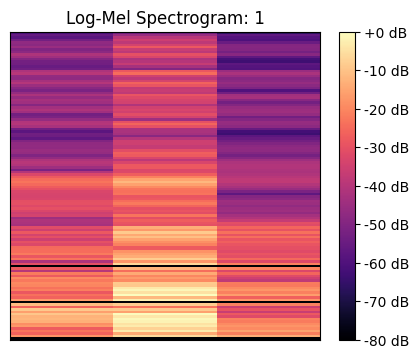 Log-Mel Spectrogram: 1
+0 dB
-10 dB
-20 dB
-30 dB
-40 dB
-50 dB
-60 dB
-70 dB
-80 dB